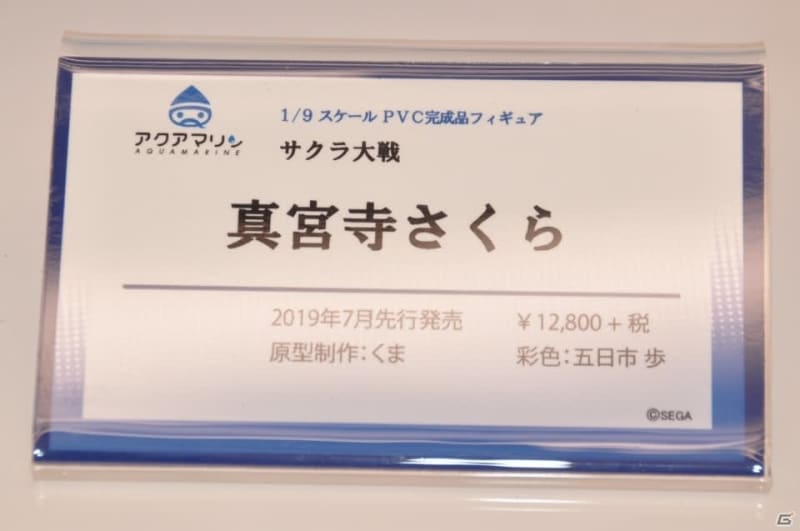 アクアマリン
AQUAMARINE
1/9 スケール PVC完成品フィギュア
サクラ大戦
真宮寺さくら
2019年7月先行発売 ￥12,800+税
原型制作：くま 彩色：五日市 歩
©SEGA